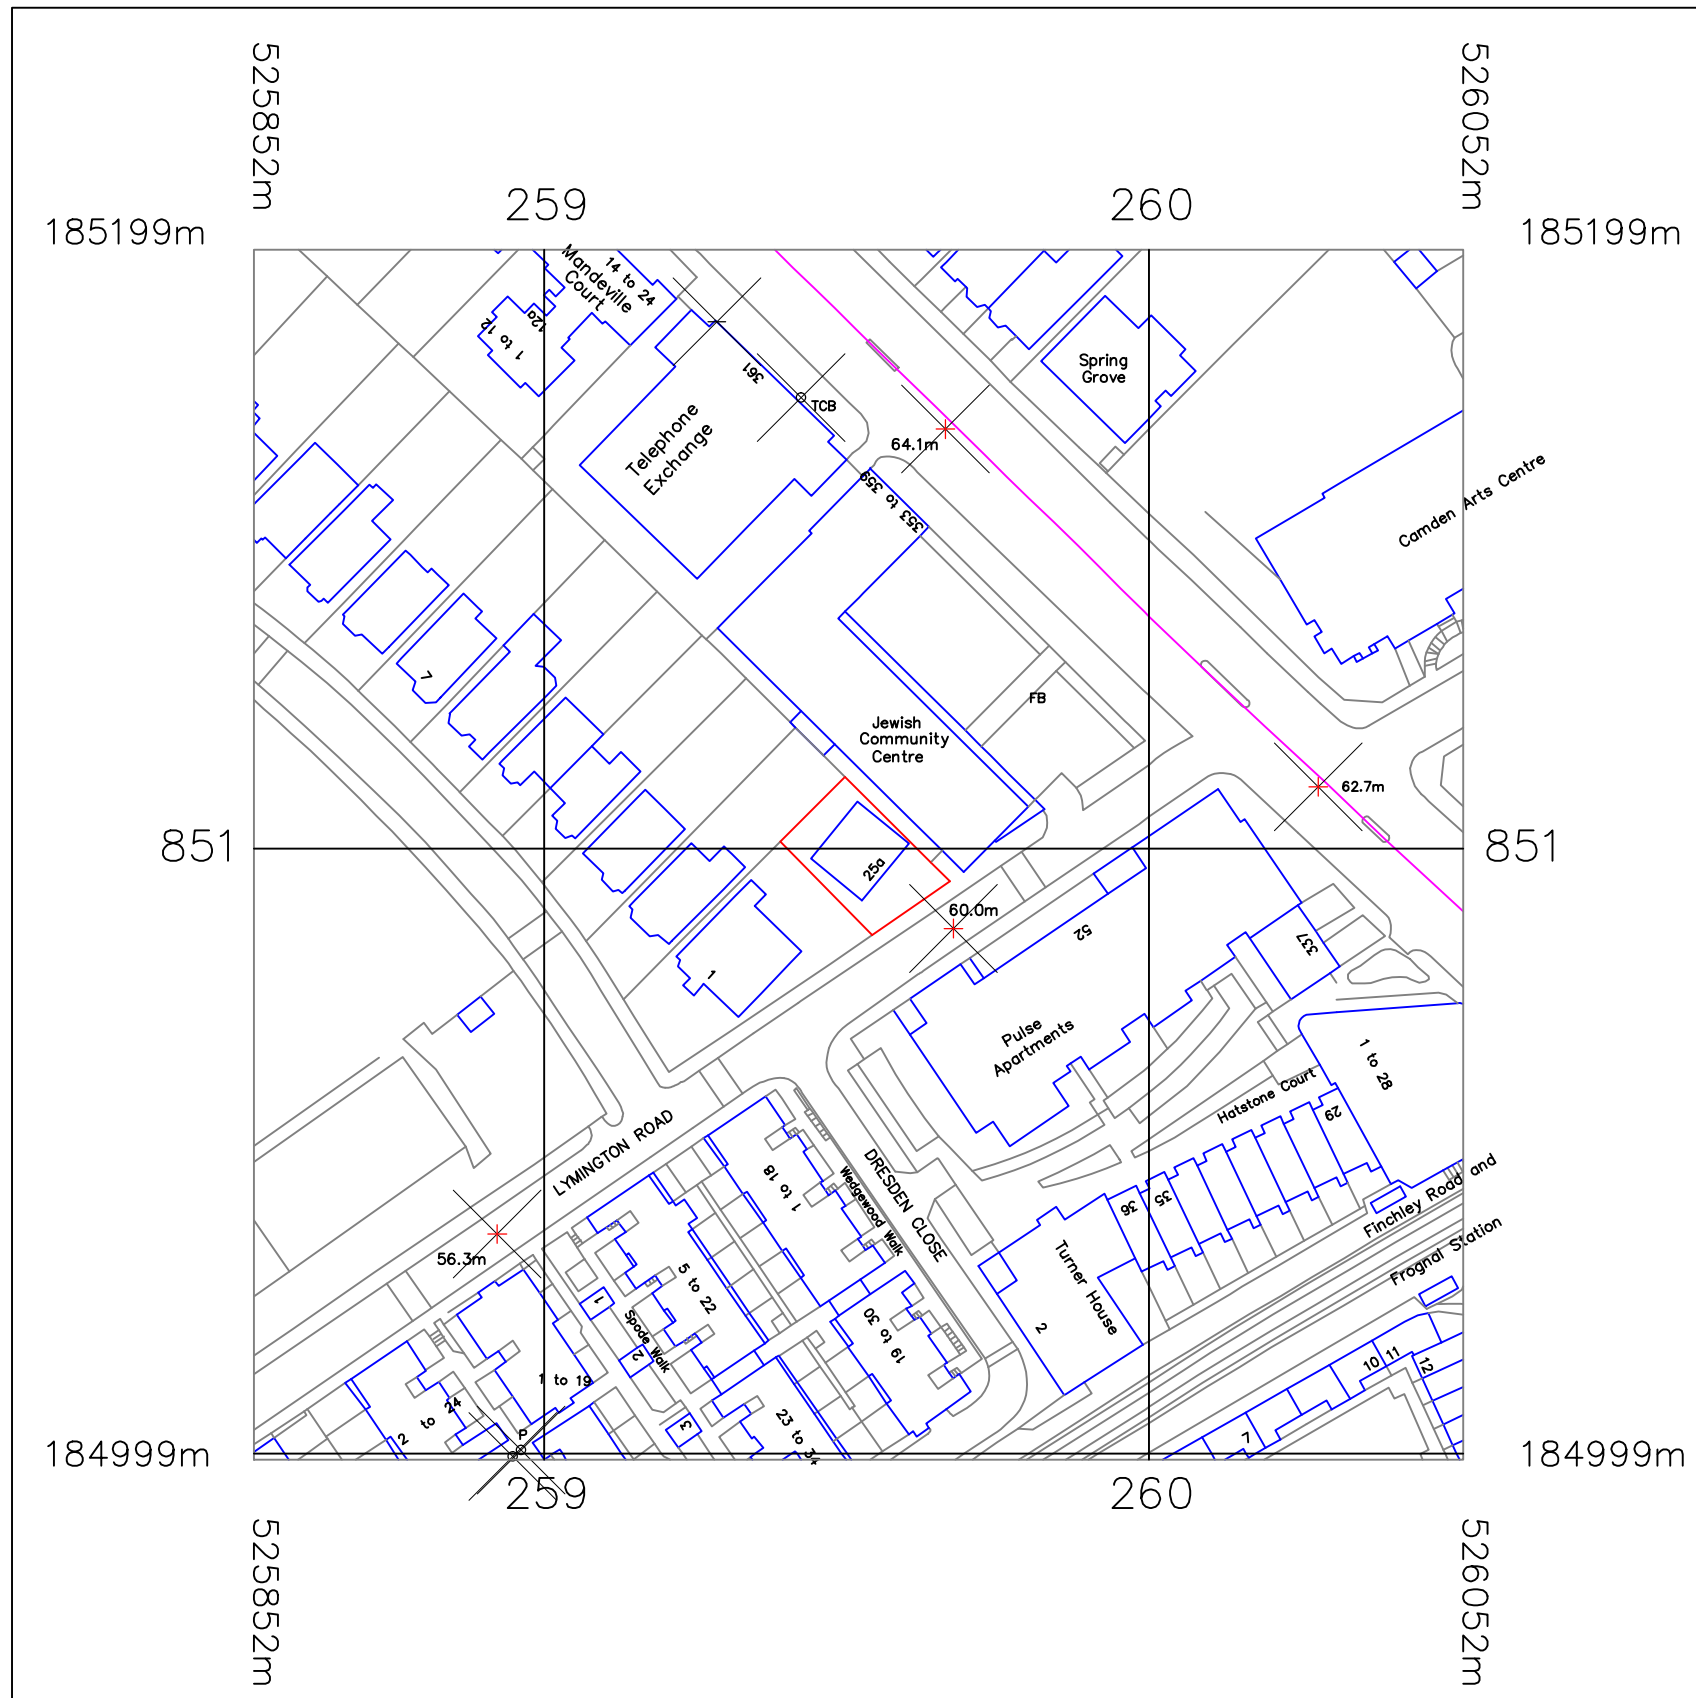 525852m
526052m
259
260
185199m
185199m
Mandeville
Court
14 to 24
12a
1 to 12
361
TCB
Spring
Grove
64.1m
Telephone
Exchange
353 to 359
Camden Arts Centre
7
FB
Jewish
Community
Centre
62.7m
851
851
25a
60.0m
52
337
1
Pulse
Apartments
1 to 28
Hatstone Court
29
LYMINGTON ROAD
DRESDEN CLOSE
1 to 18
Wedgewood Walk
36
35
Finchley Road and
Frognal Station
56.3m
5 to 22
Turner House
2
1
Spode Walk
2
3
19 to 30
1 to 19
2 to 24
23 to 34
10
11
12
7
P
184999m
184999m
259
260
525852m
526052m